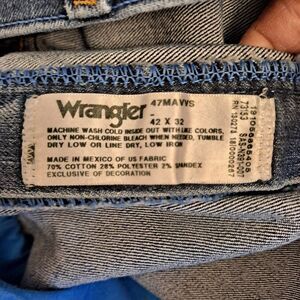 Wrangler 47MAVVS
42 X 32
MACHINE WASH COLD INSIDE OUT WITH LIKE COLORS,
ONLY NON-CHLORINE BLEACH WHEN NEEDED, TUMBLE
DRY LOW OR LINE DRY, LOW IRON
MADE IN MEXICO OF US FABRIC
70% COTTON 28% POLYESTER 2% SPANDEX
EXCLUSIVE OF DECORATION
77153